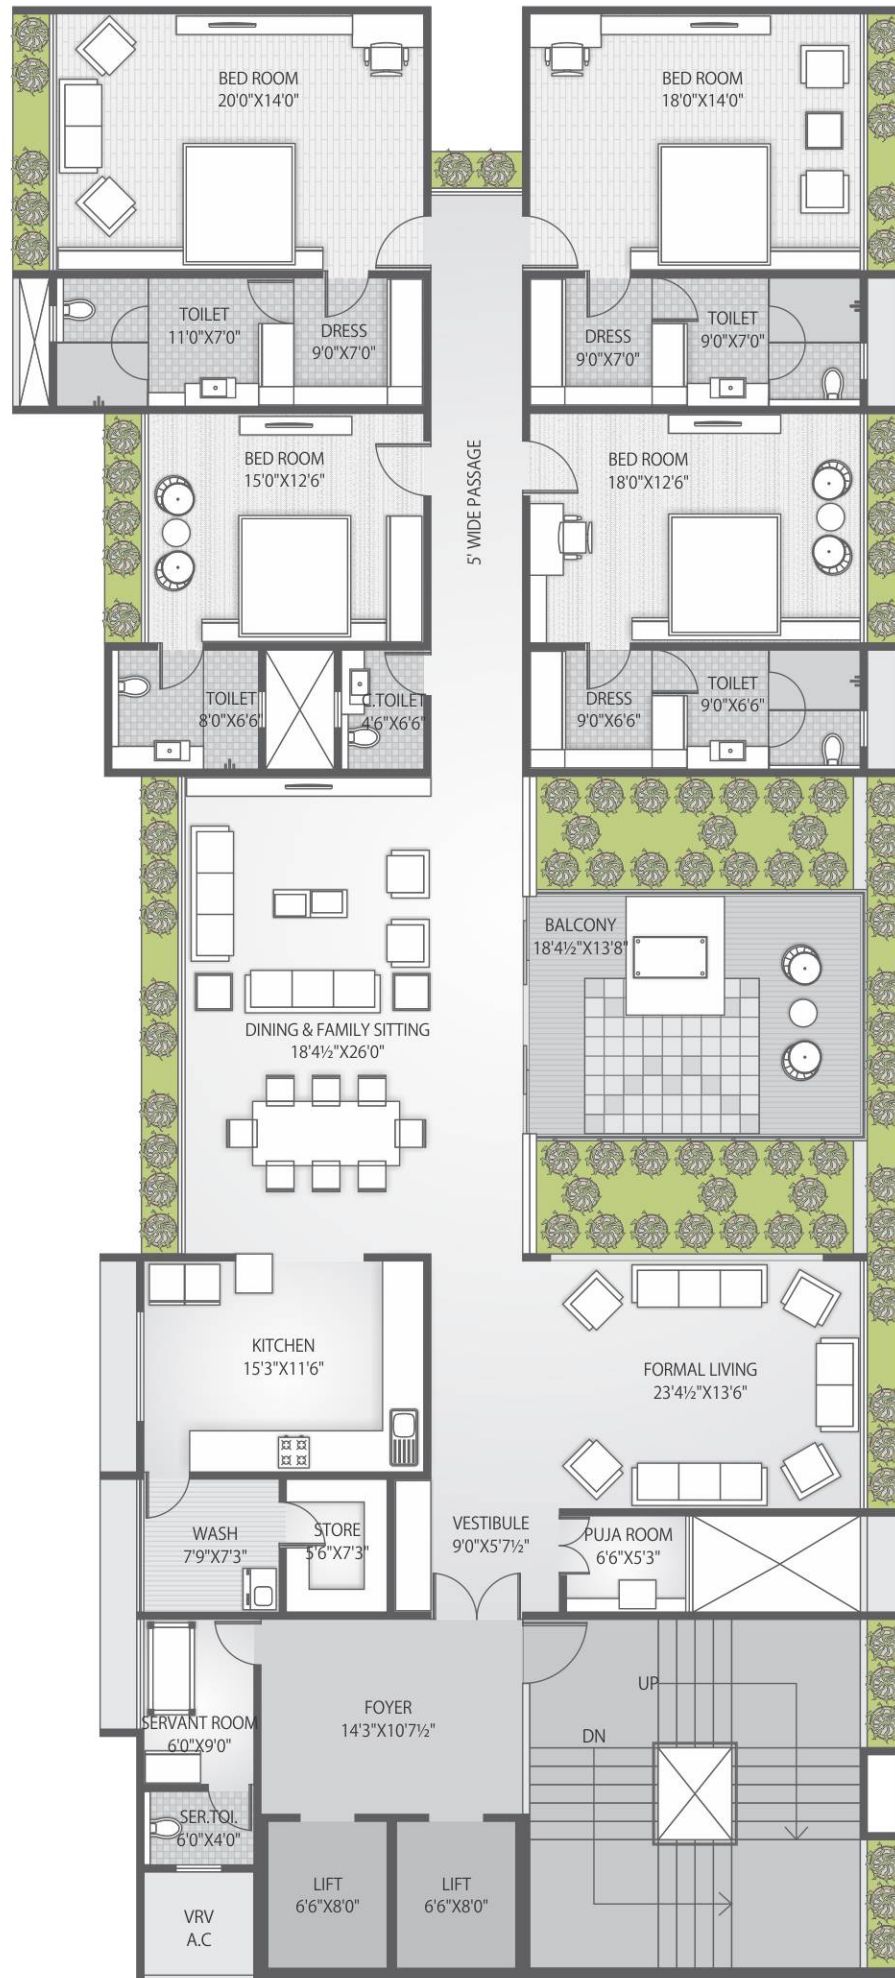 BED ROOM
20'0"X14'0"
BED ROOM
18'0"X14'0"
TOILET
11'0"X7'0"
DRESS
9'0"X7'0"
DRESS
9'0"X7'0"
TOILET
9'0"X7'0"
BED ROOM
15'0"X12'6"
5' WIDE PASSAGE
BED ROOM
18'0"X12'6"
TOILET
8'0"X6'6"
C.TOILET
4'6"X6'6"
DRESS
9'0"X6'6"
TOILET
9'0"X6'6"
BALCONY
18'4½"X13'8"
DINING & FAMILY SITTING
18'4½"X26'0"
KITCHEN
15'3"X11'6"
FORMAL LIVING
23'4½"X13'6"
WASH
7'9"X7'3"
STORE
5'6"X7'3"
VESTIBULE
9'0"X5'7½"
PUJA ROOM
6'6"X5'3"
SERVANT ROOM
6'0"X9'0"
FOYER
14'3"X10'7½"
UP
DN
SER.TOI.
6'0"X4'0"
LIFT
6'6"X8'0"
LIFT
6'6"X8'0"
VRV
A.C